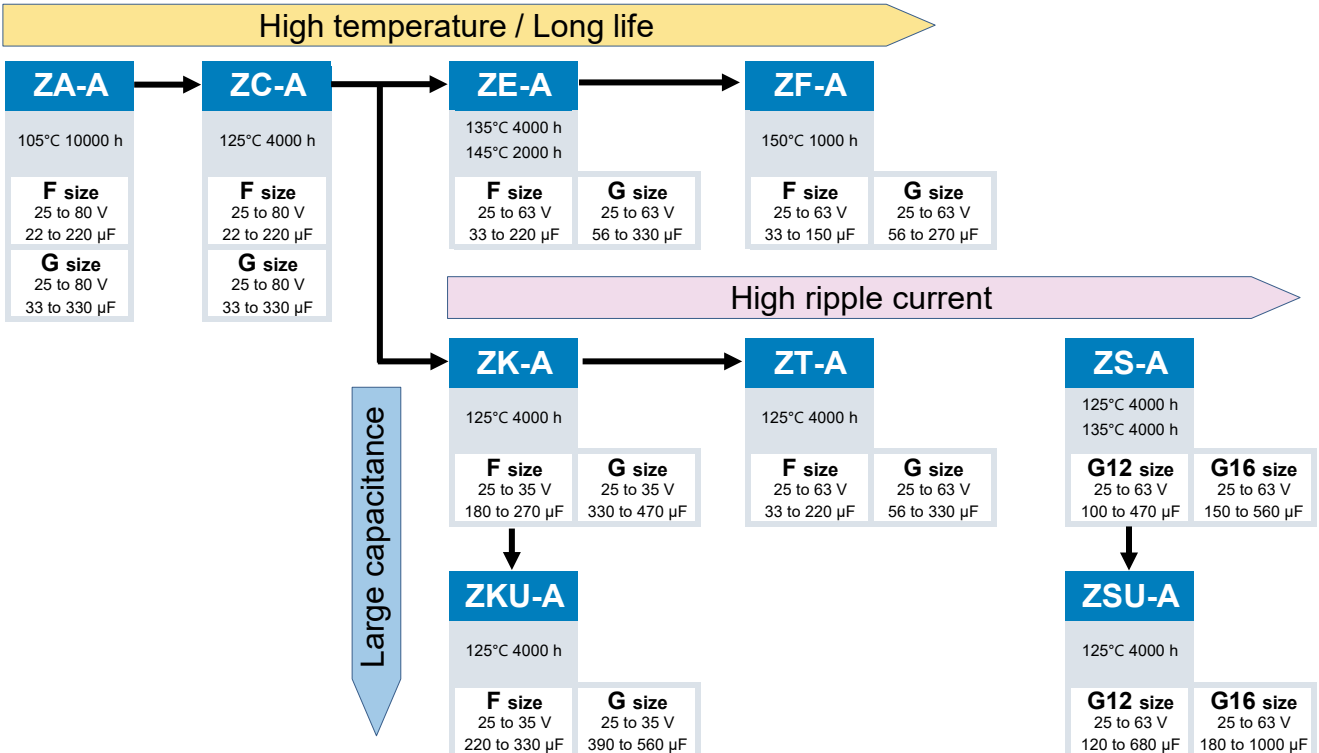 High temperature / Long life
ZA-A
105°C 10000 h
F size
25 to 80 V
22 to 220 µF
G size
25 to 80 V
33 to 330 µF
ZC-A
125°C 4000 h
F size
25 to 80 V
22 to 220 µF
G size
25 to 80 V
33 to 330 µF
ZE-A
135°C 4000 h
145°C 2000 h
F size
25 to 63 V
33 to 220 µF
G size
25 to 63 V
56 to 330 µF
ZF-A
150°C 1000 h
F size
25 to 63 V
33 to 150 µF
G size
25 to 63 V
56 to 270 µF
High ripple current
Large capacitance
ZK-A
125°C 4000 h
F size
25 to 35 V
180 to 270 µF
G size
25 to 35 V
330 to 470 µF
ZT-A
125°C 4000 h
F size
25 to 63 V
33 to 220 µF
G size
25 to 63 V
56 to 330 µF
ZS-A
125°C 4000 h
135°C 4000 h
G12 size
25 to 63 V
100 to 470 µF
G16 size
25 to 63 V
150 to 560 µF
ZKU-A
125°C 4000 h
F size
25 to 35 V
220 to 330 µF
G size
25 to 35 V
390 to 560 µF
ZSU-A
125°C 4000 h
G12 size
25 to 63 V
120 to 680 µF
G16 size
25 to 63 V
180 to 1000 µF